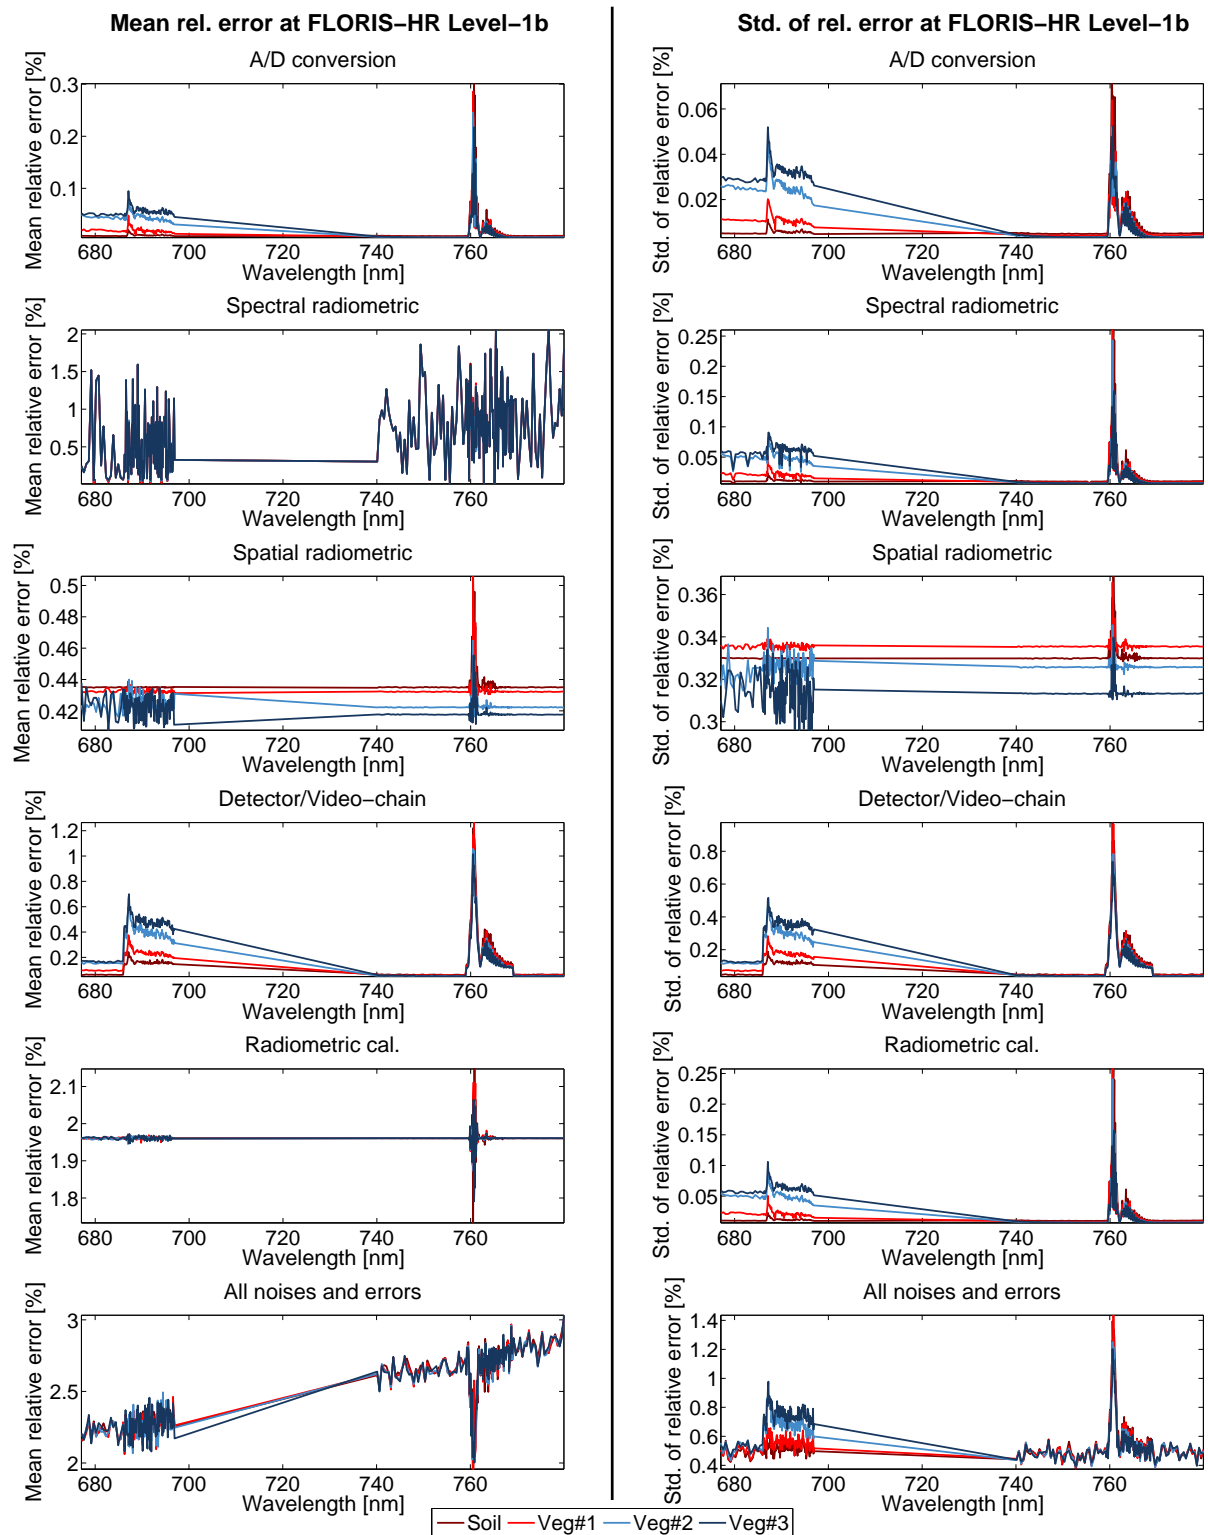 Mean rel. error at FLORIS−HR Level−1b
A/D conversion
Mean relative error [%]
0.3
0.2
0.1
680 700 720 740 760
Wavelength [nm]
Spectral radiometric
Mean relative error [%]
2
1.5
1
0.5
680 700 720 740 760
Wavelength [nm]
Spatial radiometric
Mean relative error [%]
0.5
0.48
0.46
0.44
0.42
680 700 720 740 760
Wavelength [nm]
Detector/Video−chain
Mean relative error [%]
1.2
1
0.8
0.6
0.4
0.2
680 700 720 740 760
Wavelength [nm]
Radiometric cal.
Mean relative error [%]
2.1
2
1.9
1.8
680 700 720 740 760
Wavelength [nm]
All noises and errors
Mean relative error [%]
3
2.5
2
680 700 720 740 760
Wavelength [nm]
Std. of rel. error at FLORIS−HR Level−1b
A/D conversion
Std. of relative error [%]
0.06
0.04
0.02
680 700 720 740 760
Wavelength [nm]
Spectral radiometric
Std. of relative error [%]
0.25
0.2
0.15
0.1
0.05
680 700 720 740 760
Wavelength [nm]
Spatial radiometric
Std. of relative error [%]
0.36
0.34
0.32
0.3
680 700 720 740 760
Wavelength [nm]
Detector/Video−chain
Std. of relative error [%]
0.8
0.6
0.4
0.2
680 700 720 740 760
Wavelength [nm]
Radiometric cal.
Std. of relative error [%]
0.25
0.2
0.15
0.1
0.05
680 700 720 740 760
Wavelength [nm]
All noises and errors
Std. of relative error [%]
1.4
1.2
1
0.8
0.6
0.4
680 700 720 740 760
Wavelength [nm]
Soil Veg#1 Veg#2 Veg#3